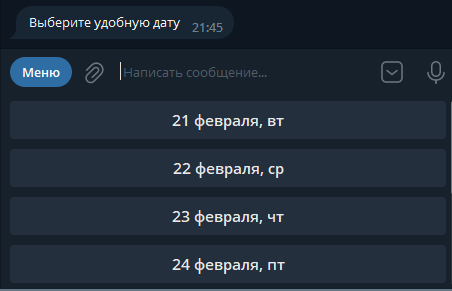 Выберите удобную дату
21:45
Меню
Написать сообщение...
21 февраля, вт
22 февраля, ср
23 февраля, чт
24 февраля, пт